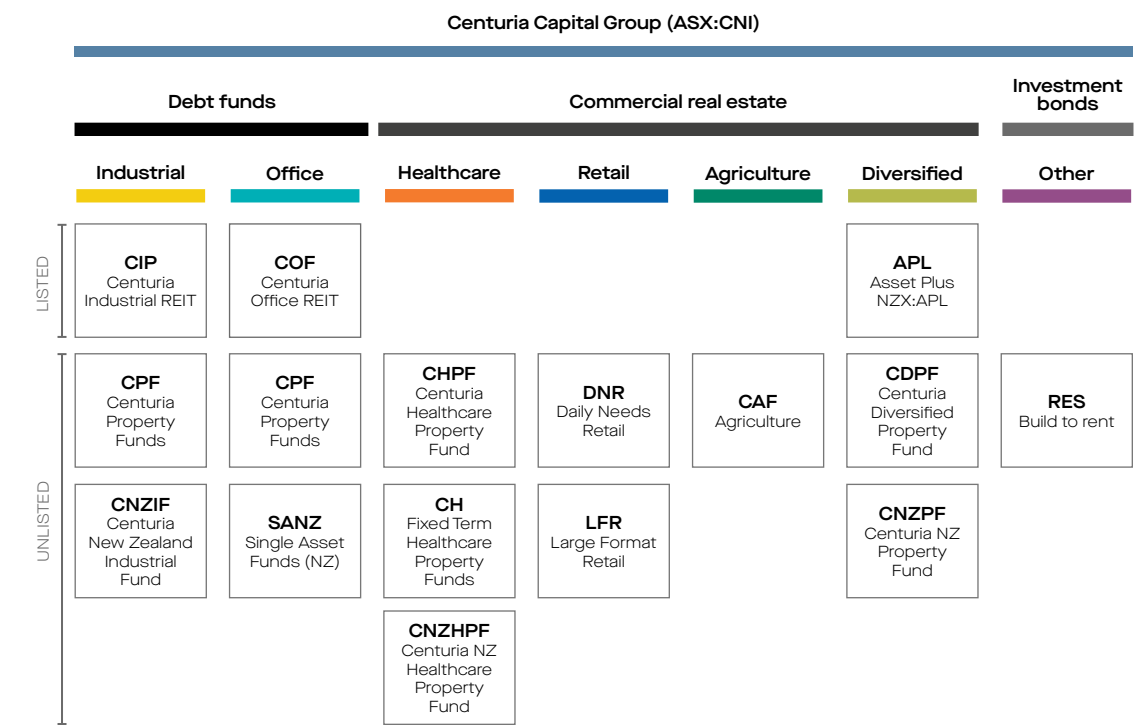 Centuria Capital Group (ASX:CNI)
Debt funds
Commercial real estate
Investment
bonds
Industrial
Office
Healthcare
Retail
Agriculture
Diversified
Other
LISTED
CIP
Centuria
Industrial REIT
COF
Centuria
Office REIT
APL
Asset Plus
NZX:APL
UNLISTED
CPF
Centuria
Property
Funds
CPF
Centuria
Property
Funds
CHPF
Centuria
Healthcare
Property
Fund
DNR
Daily Needs
Retail
CAF
Agriculture
CDPF
Centuria
Diversified
Property
Fund
RES
Build to rent
CNZIF
Centuria
New Zealand
Industrial
Fund
SANZ
Single Asset
Funds (NZ)
CH
Fixed Term
Healthcare
Property
Funds
LFR
Large Format
Retail
CNZPF
Centuria NZ
Property
Fund
CNZHPF
Centuria NZ
Healthcare
Property
Fund